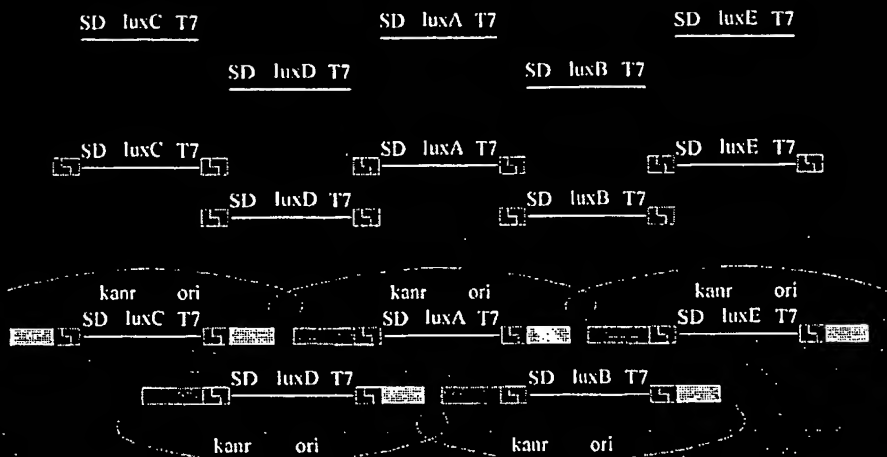 SD luxC T7 SD luxA T7 SD luxE T7
SD luxD T7 SD luxB T7
SD luxC T7 SD luxA T7 SD luxE T7
SD luxD T7 SD luxB T7
kanr ori kanr ori kanr ori
SD luxC T7 SD luxA T7 SD luxE T7
SD luxD T7 SD luxB T7
kanr ori kanr ori